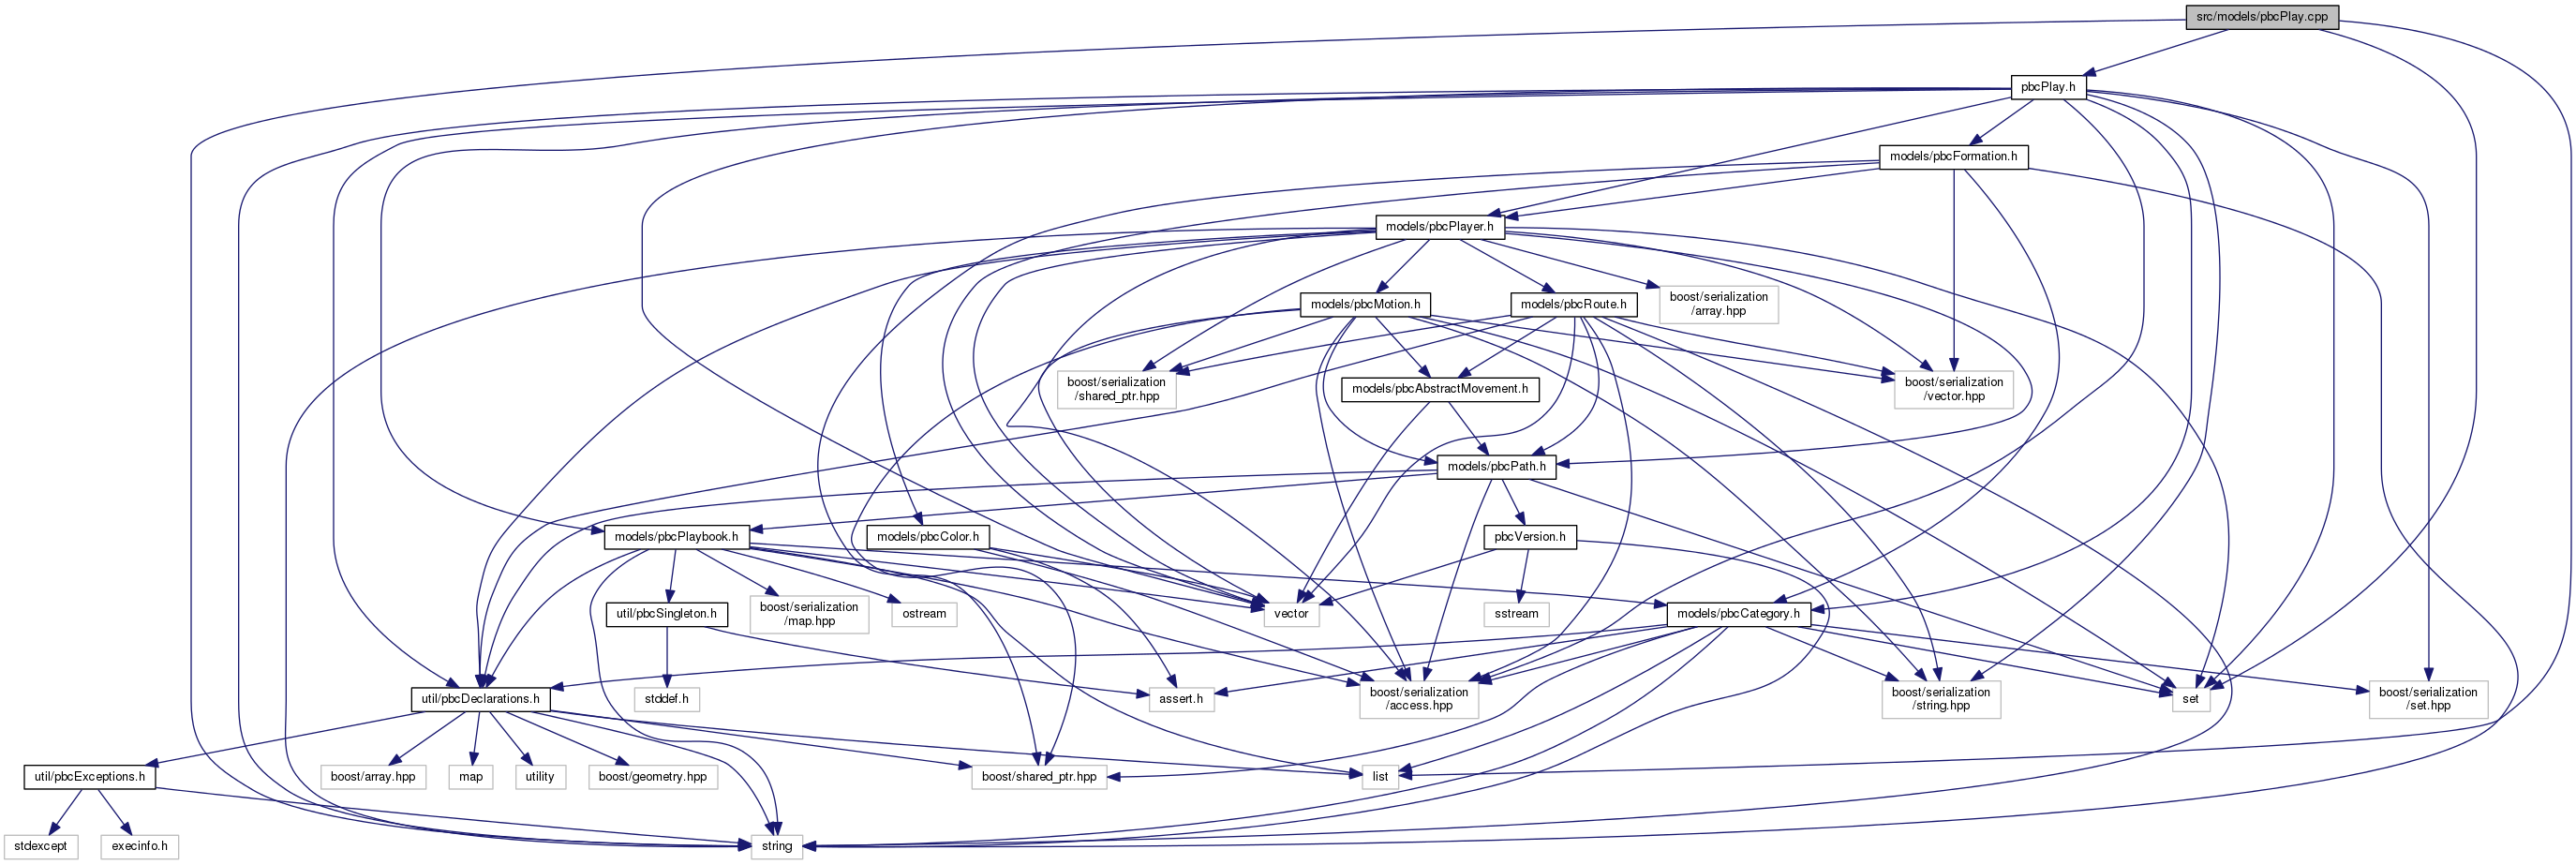 src/models/pbcPlay.cpp
pbcPlay.h
models/pbcFormation.h
models/pbcPlayer.h
models/pbcMotion.h
models/pbcRoute.h
boost/serialization
/array.hpp
boost/serialization
/shared_ptr.hpp
models/pbcAbstractMovement.h
boost/serialization
/vector.hpp
models/pbcPath.h
models/pbcPlaybook.h
models/pbcColor.h
pbcVersion.h
util/pbcSingleton.h
boost/serialization
/map.hpp
ostream
vector
sstream
models/pbcCategory.h
util/pbcDeclarations.h
stddef.h
assert.h
boost/serialization
/access.hpp
boost/serialization
/string.hpp
set
boost/serialization
/set.hpp
util/pbcExceptions.h
boost/array.hpp
map
utility
boost/geometry.hpp
boost/shared_ptr.hpp
list
stdexcept
execinfo.h
string